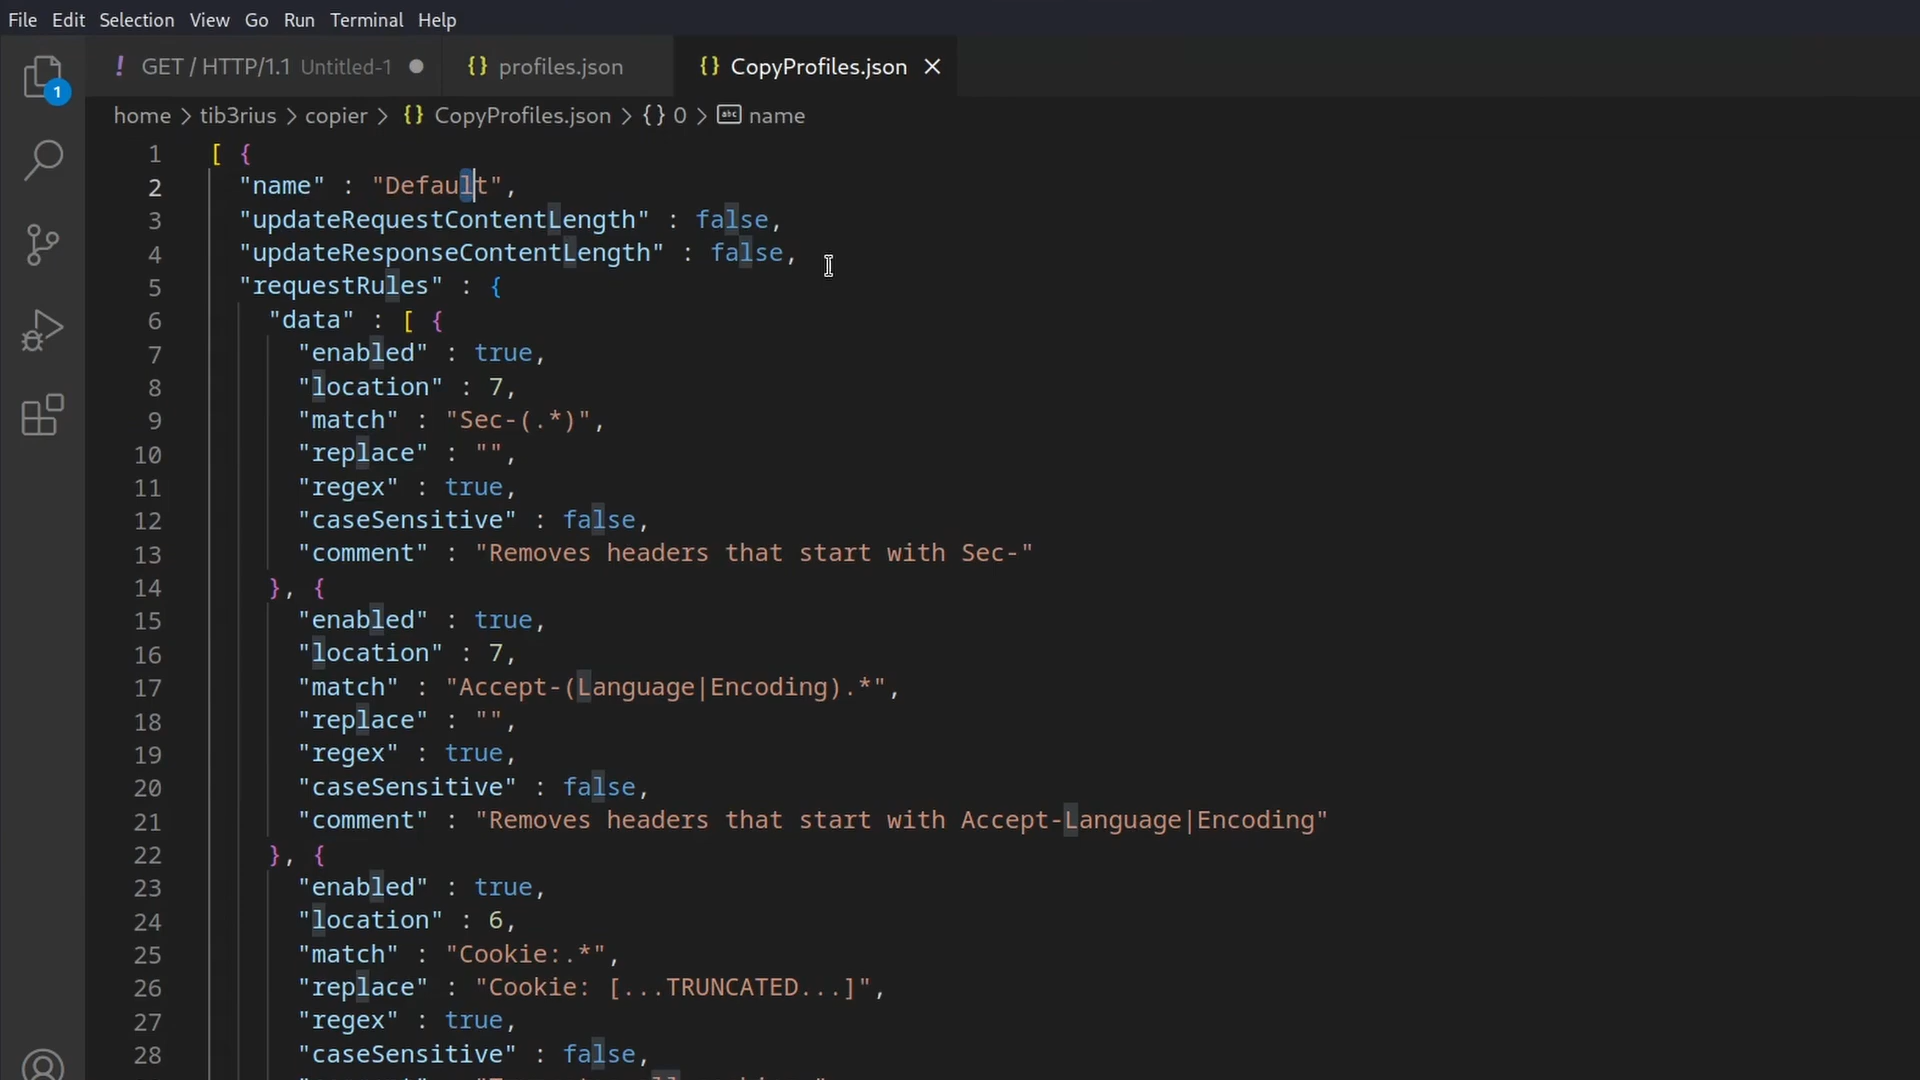 File Edit Selection View Go Run Terminal Help
! GET / HTTP/1.1 Untitled-1 {} profiles.json {} CopyProfiles.json
1
home > tib3rius > copier > {} CopyProfiles.json > {} 0 > abc name
1 [ {
2 "name" : "Default",
3 "updateRequestContentLength" : false,
4 "updateResponseContentLength" : false,
5 "requestRules" : {
6 "data" : [ {
7 "enabled" : true,
8 "location" : 7,
9 "match" : "Sec-(.*)",
10 "replace" : "",
11 "regex" : true,
12 "caseSensitive" : false,
13 "comment" : "Removes headers that start with Sec-"
14 }, {
15 "enabled" : true,
16 "location" : 7,
17 "match" : "Accept-(Language|Encoding).*",
18 "replace" : "",
19 "regex" : true,
20 "caseSensitive" : false,
21 "comment" : "Removes headers that start with Accept-Language|Encoding"
22 }, {
23 "enabled" : true,
24 "location" : 6,
25 "match" : "Cookie:.*",
26 "replace" : "Cookie: [...TRUNCATED...]",
27 "regex" : true,
28 "caseSensitive" : false,